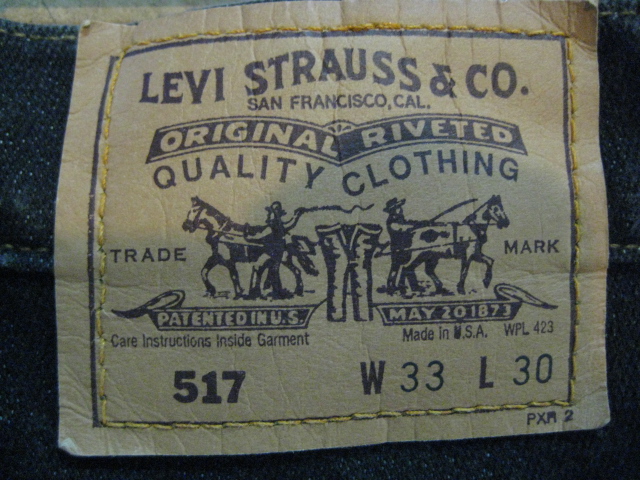 LEVI STRAUSS & CO.
SAN FRANCISCO, CAL.
ORIGINAL RIVETED
QUALITY CLOTHING
TRADE MARK
PATENTED IN U.S. MAY 20 1873
Care Instructions Inside Garment Made in U.S.A. WPL 423
517 W 33 L 30
PXR 2